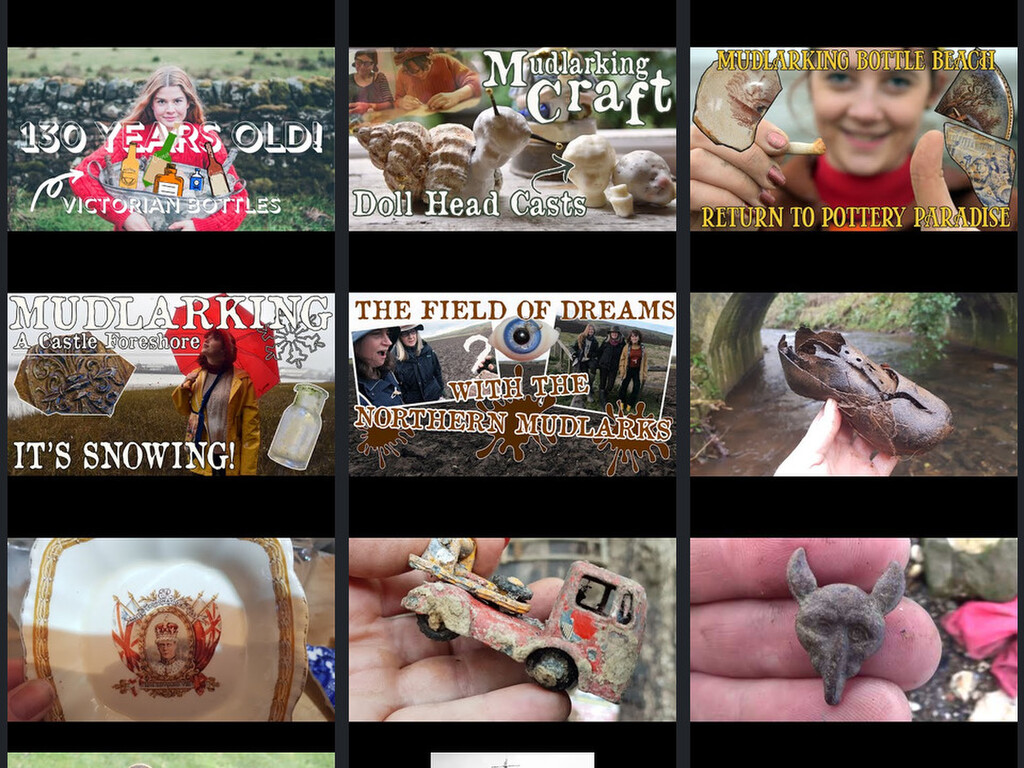 130 YEARS OLD!
VICTORIAN BOTTLES
Mudlarking
Craft
Doll Head Casts
MUDLARKING BOTTLE BEACH
RETURN TO POTTERY PARADISE
MUDLARKING
A Castle Foreshore
IT'S SNOWING!
THE FIELD OF DREAMS
WITH THE
NORTHERN MUDLARKS